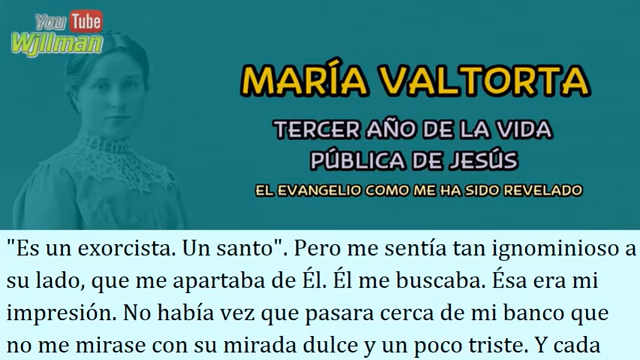 You Tube
Wjllman
MARÍA VALTORTA
TERCER AÑO DE LA VIDA
PÚBLICA DE JESÚS
EL EVANGELIO COMO ME HA SIDO REVELADO
"Es un exorcista. Un santo". Pero me sentía tan ignominioso a
su lado, que me apartaba de Él. Él me buscaba. Ésa era mi
impresión. No había vez que pasara cerca de mi banco que
no me mirase con su mirada dulce y un poco triste. Y cada